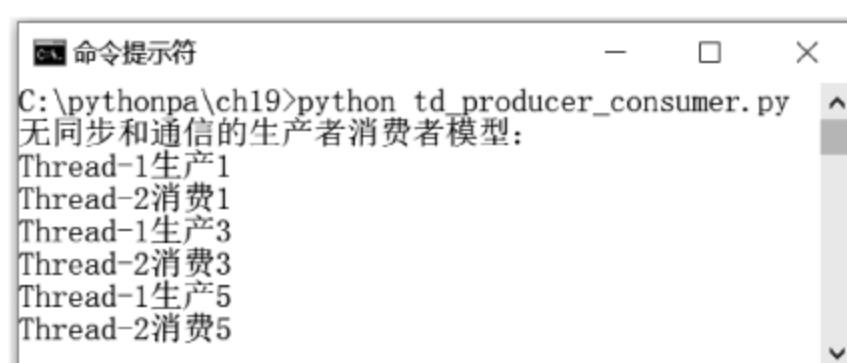 命令提示符
C:\pythonpa\ch19>python td_producer_consumer.py
无同步和通信的生产者消费者模型：
Thread-1生产1
Thread-2消费1
Thread-1生产3
Thread-2消费3
Thread-1生产5
Thread-2消费5